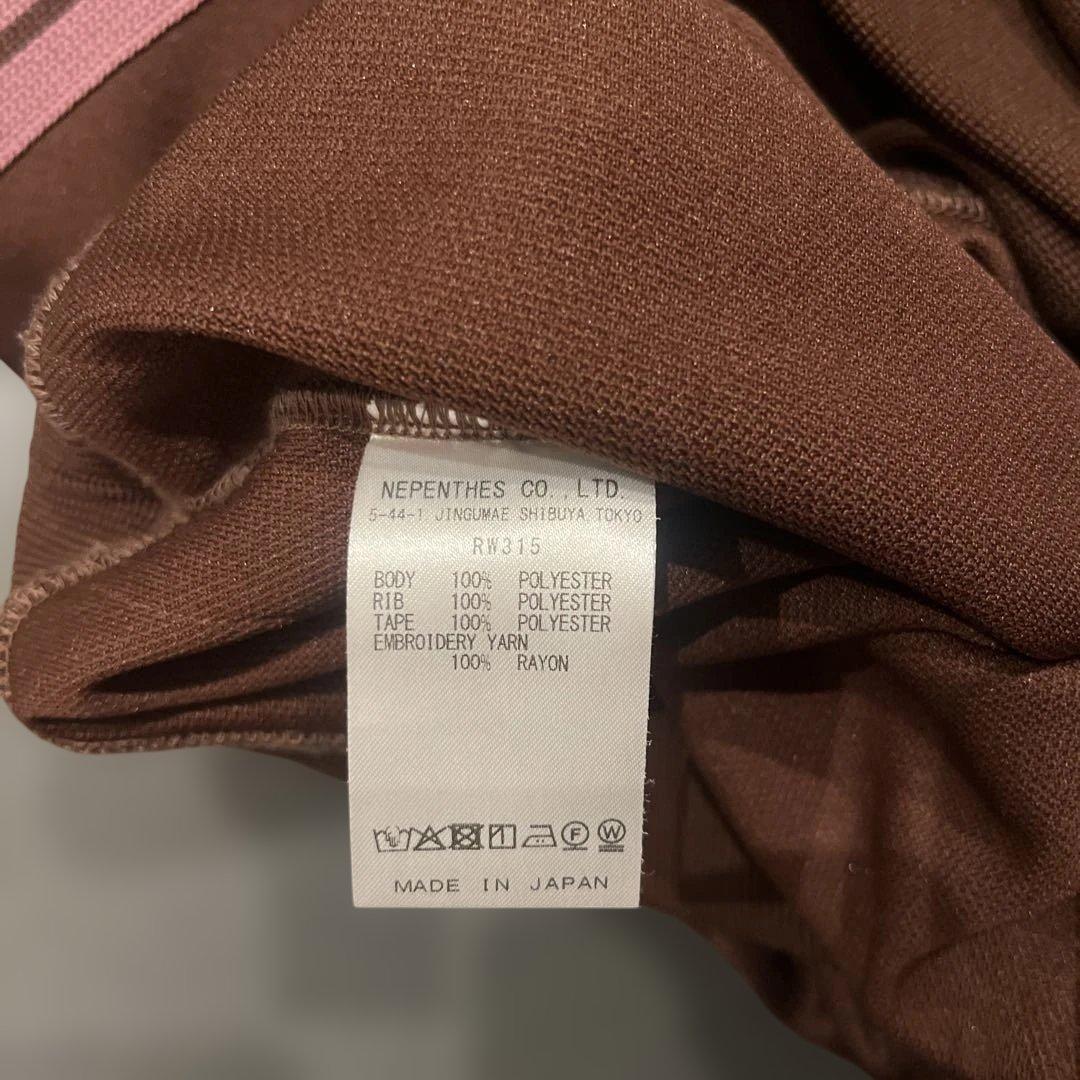 NEPENTHES CO.,LTD.
5-44-1 JINGUMAE SHIBUYA TOKYO
RW315
BODY 100% POLYESTER
RIB 100% POLYESTER
TAPE 100% POLYESTER
EMBROIDERY YARN
100% RAYON
F W
MADE IN JAPAN